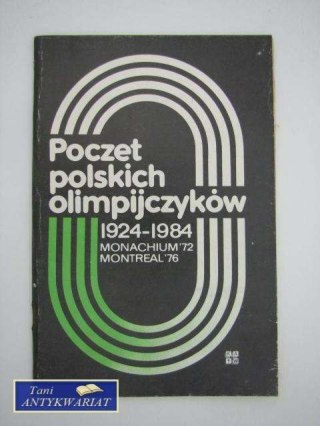 Poczet
polskich
olimpijczyków
1924-1984
MONACHIUM'72
MONTREAL'76
Tani
ANTYKWARIAT